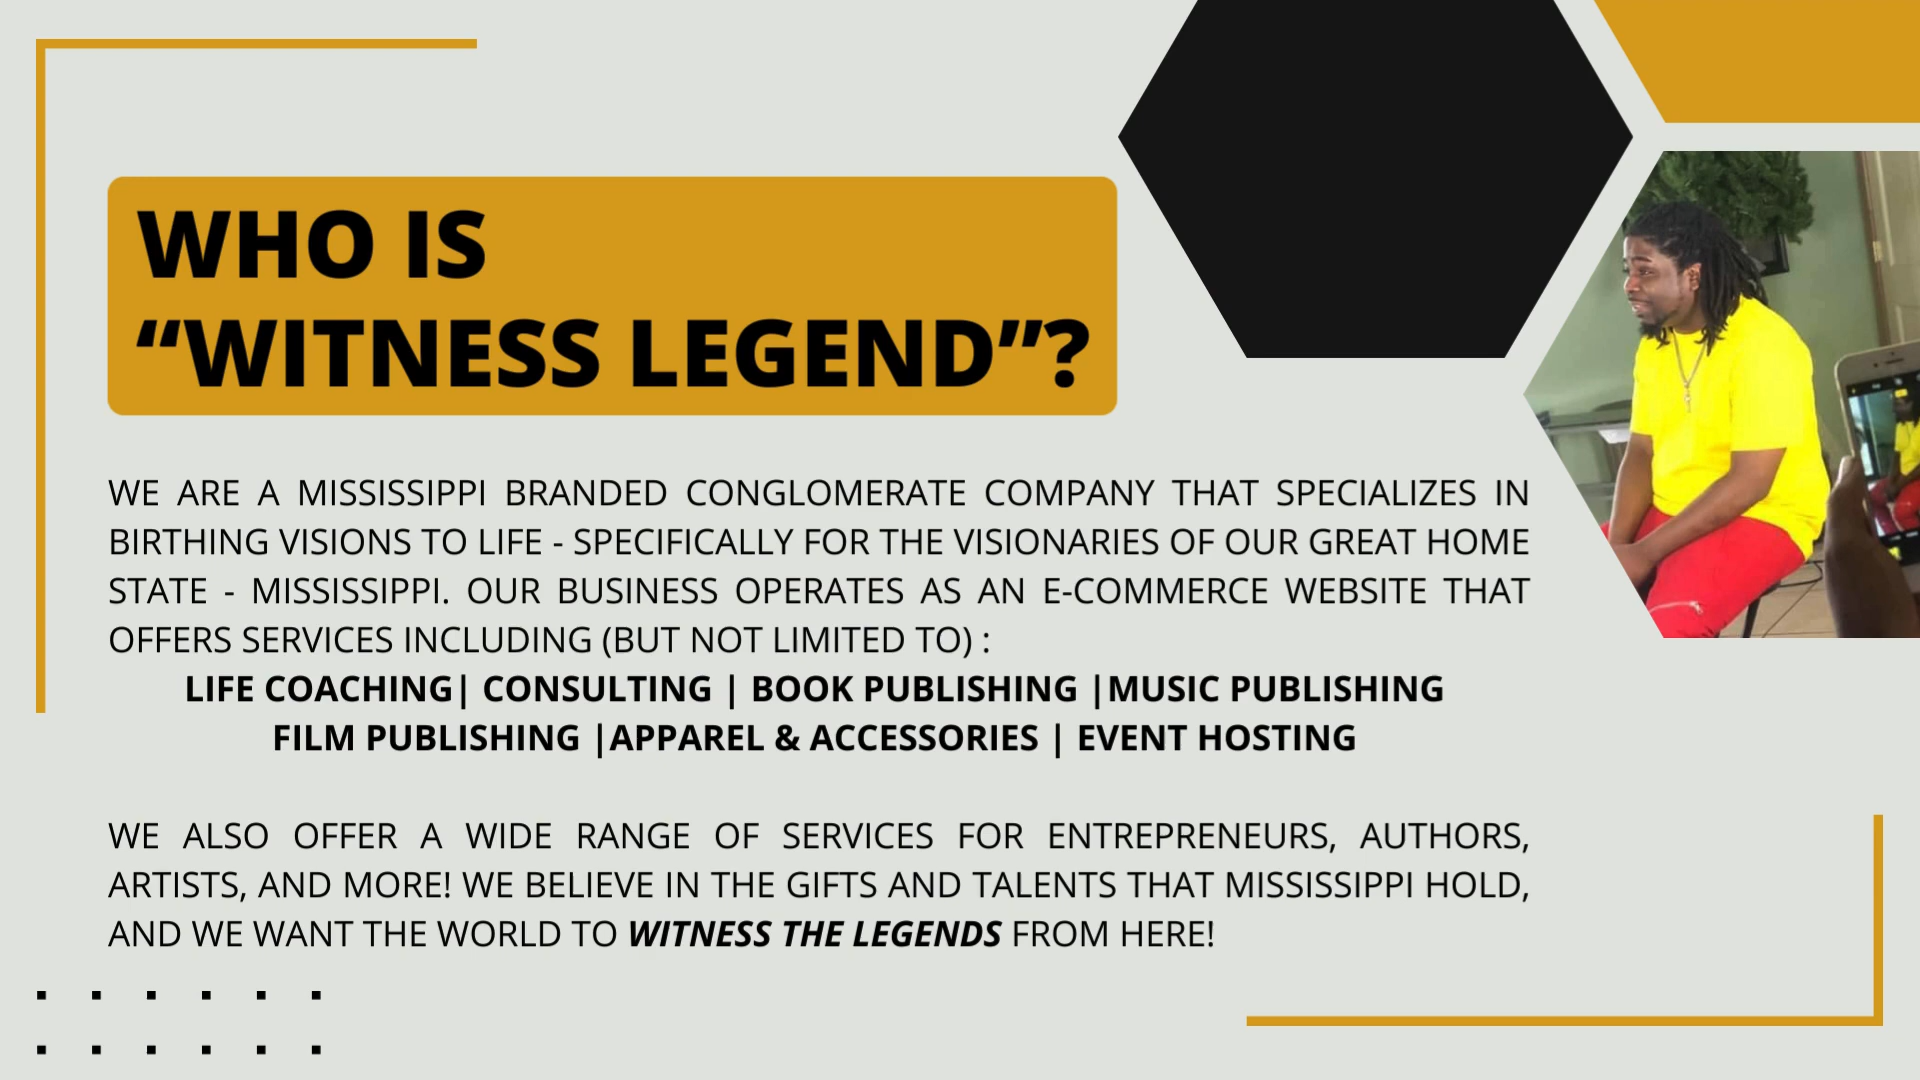 WHO IS
“WITNESS LEGEND”?
WE ARE A MISSISSIPPI BRANDED CONGLOMERATE COMPANY THAT SPECIALIZES IN
BIRTHING VISIONS TO LIFE - SPECIFICALLY FOR THE VISIONARIES OF OUR GREAT HOME
STATE - MISSISSIPPI. OUR BUSINESS OPERATES AS AN E-COMMERCE WEBSITE THAT
OFFERS SERVICES INCLUDING (BUT NOT LIMITED TO) :
LIFE COACHING| CONSULTING | BOOK PUBLISHING |MUSIC PUBLISHING
FILM PUBLISHING |APPAREL & ACCESSORIES | EVENT HOSTING
WE ALSO OFFER A WIDE RANGE OF SERVICES FOR ENTREPRENEURS, AUTHORS,
ARTISTS, AND MORE! WE BELIEVE IN THE GIFTS AND TALENTS THAT MISSISSIPPI HOLD,
AND WE WANT THE WORLD TO WITNESS THE LEGENDS FROM HERE!